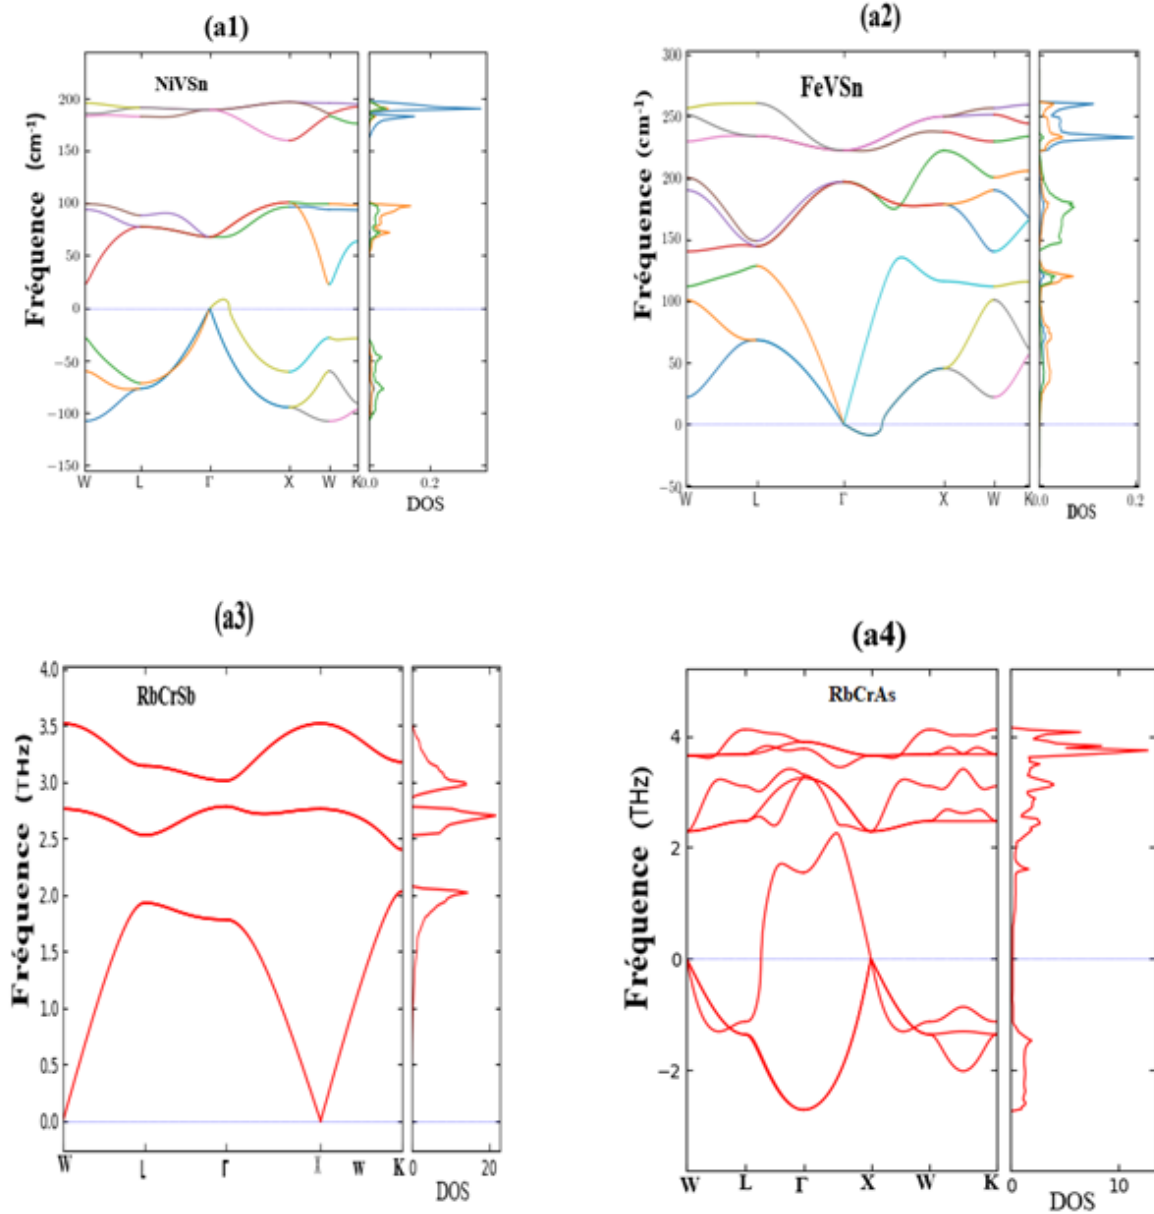 (a1)
NiVSn
Fréquence (cm⁻¹)
200
150
100
50
0
−50
−100
−150
W L Γ X W K 0.0 0.2
DOS
(a2)
FeVSn
Fréquence (cm⁻¹)
300
250
200
150
100
50
0
−50
W L Γ X W K 0.0 0.2
DOS
(a3)
RbCrSb
Fréquence (THz)
4.0
3.5
3.0
2.5
2.0
1.5
1.0
0.5
0.0
W L Γ X W K 0 20
DOS
(a4)
RbCrAs
Fréquence (THz)
4
2
0
−2
W L Γ X W K 0 10
DOS